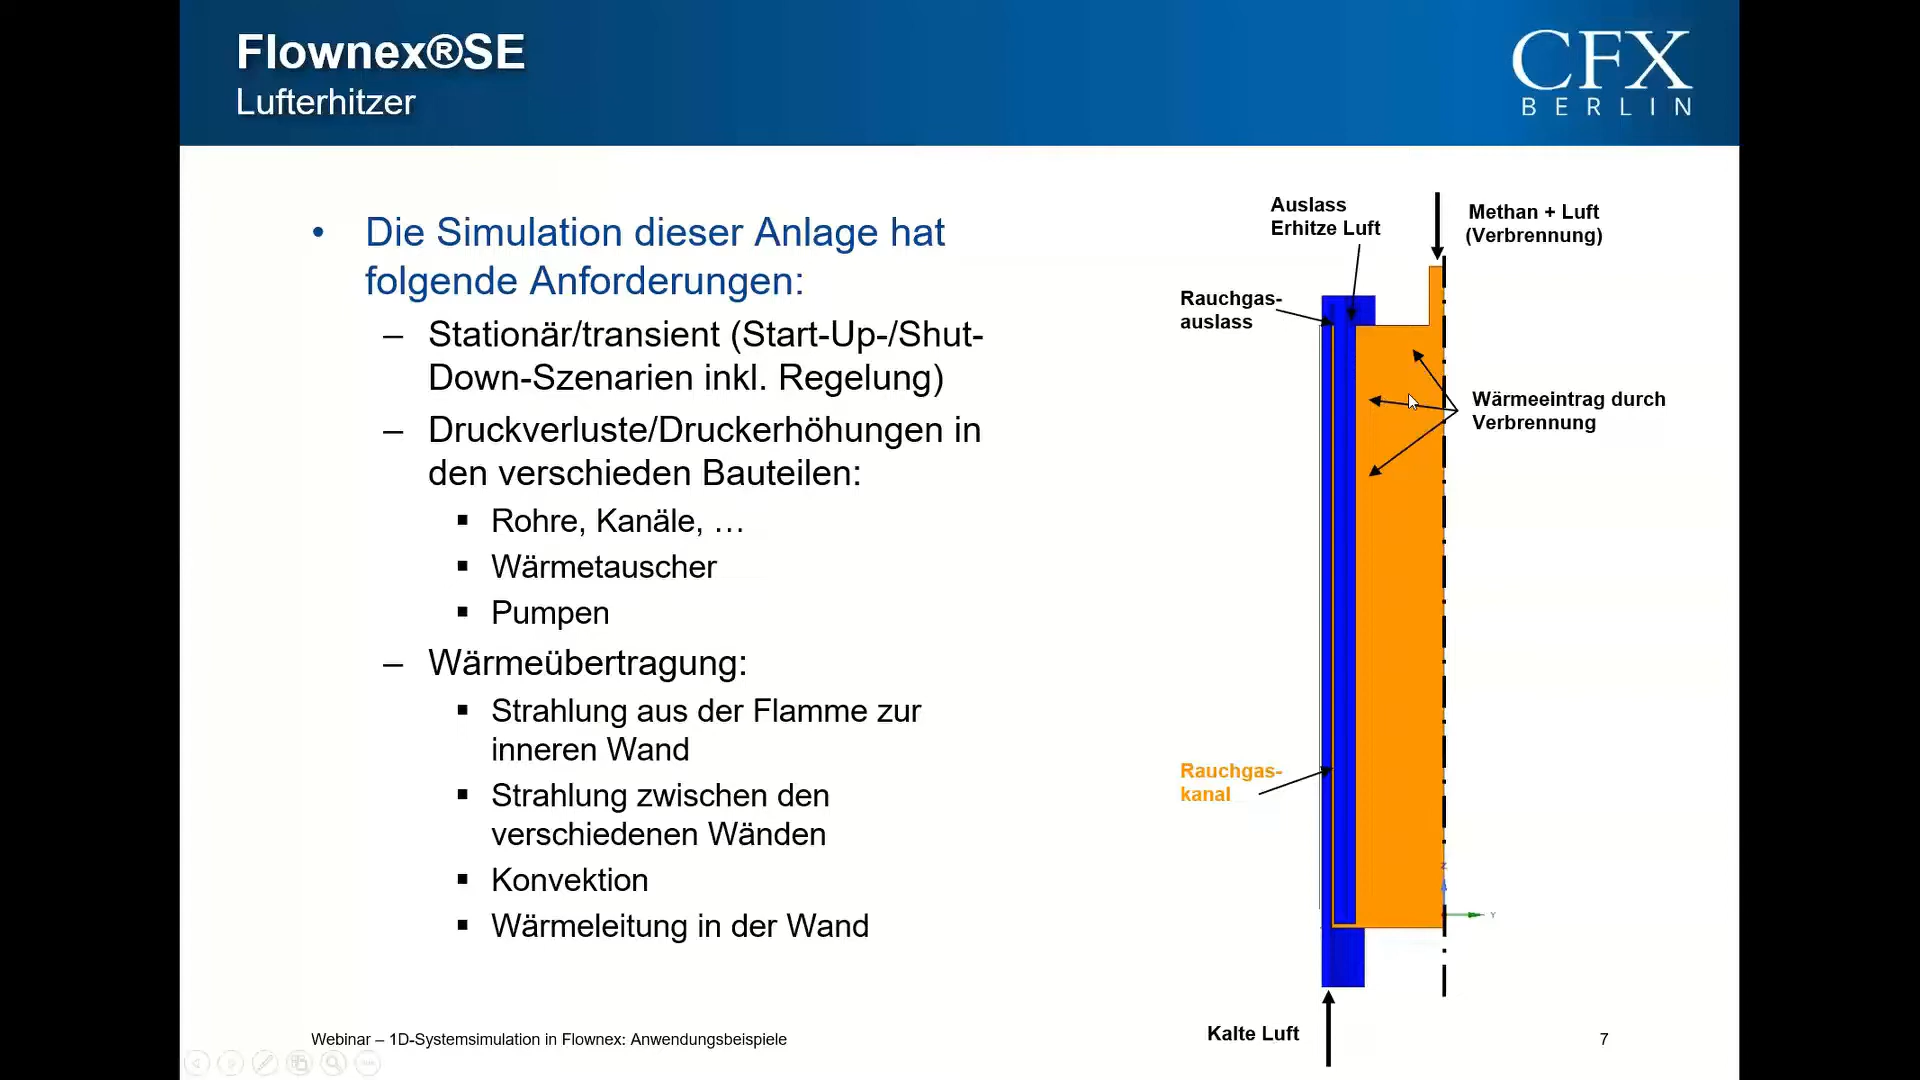 Flownex®SE
Lufterhitzer
CFX
BERLIN
• Die Simulation dieser Anlage hat
folgende Anforderungen:
– Stationär/transient (Start-Up-/Shut-
Down-Szenarien inkl. Regelung)
– Druckverluste/Druckerhöhungen in
den verschieden Bauteilen:
▪ Rohre, Kanäle, …
▪ Wärmetauscher
▪ Pumpen
– Wärmeübertragung:
▪ Strahlung aus der Flamme zur
inneren Wand
▪ Strahlung zwischen den
verschiedenen Wänden
▪ Konvektion
▪ Wärmeleitung in der Wand
Auslass
Erhitze Luft
Methan + Luft
(Verbrennung)
Rauchgas-
auslass
Wärmeeintrag durch
Verbrennung
Rauchgas-
kanal
Z
Y
Kalte Luft
Webinar – 1D-Systemsimulation in Flownex: Anwendungsbeispiele
7